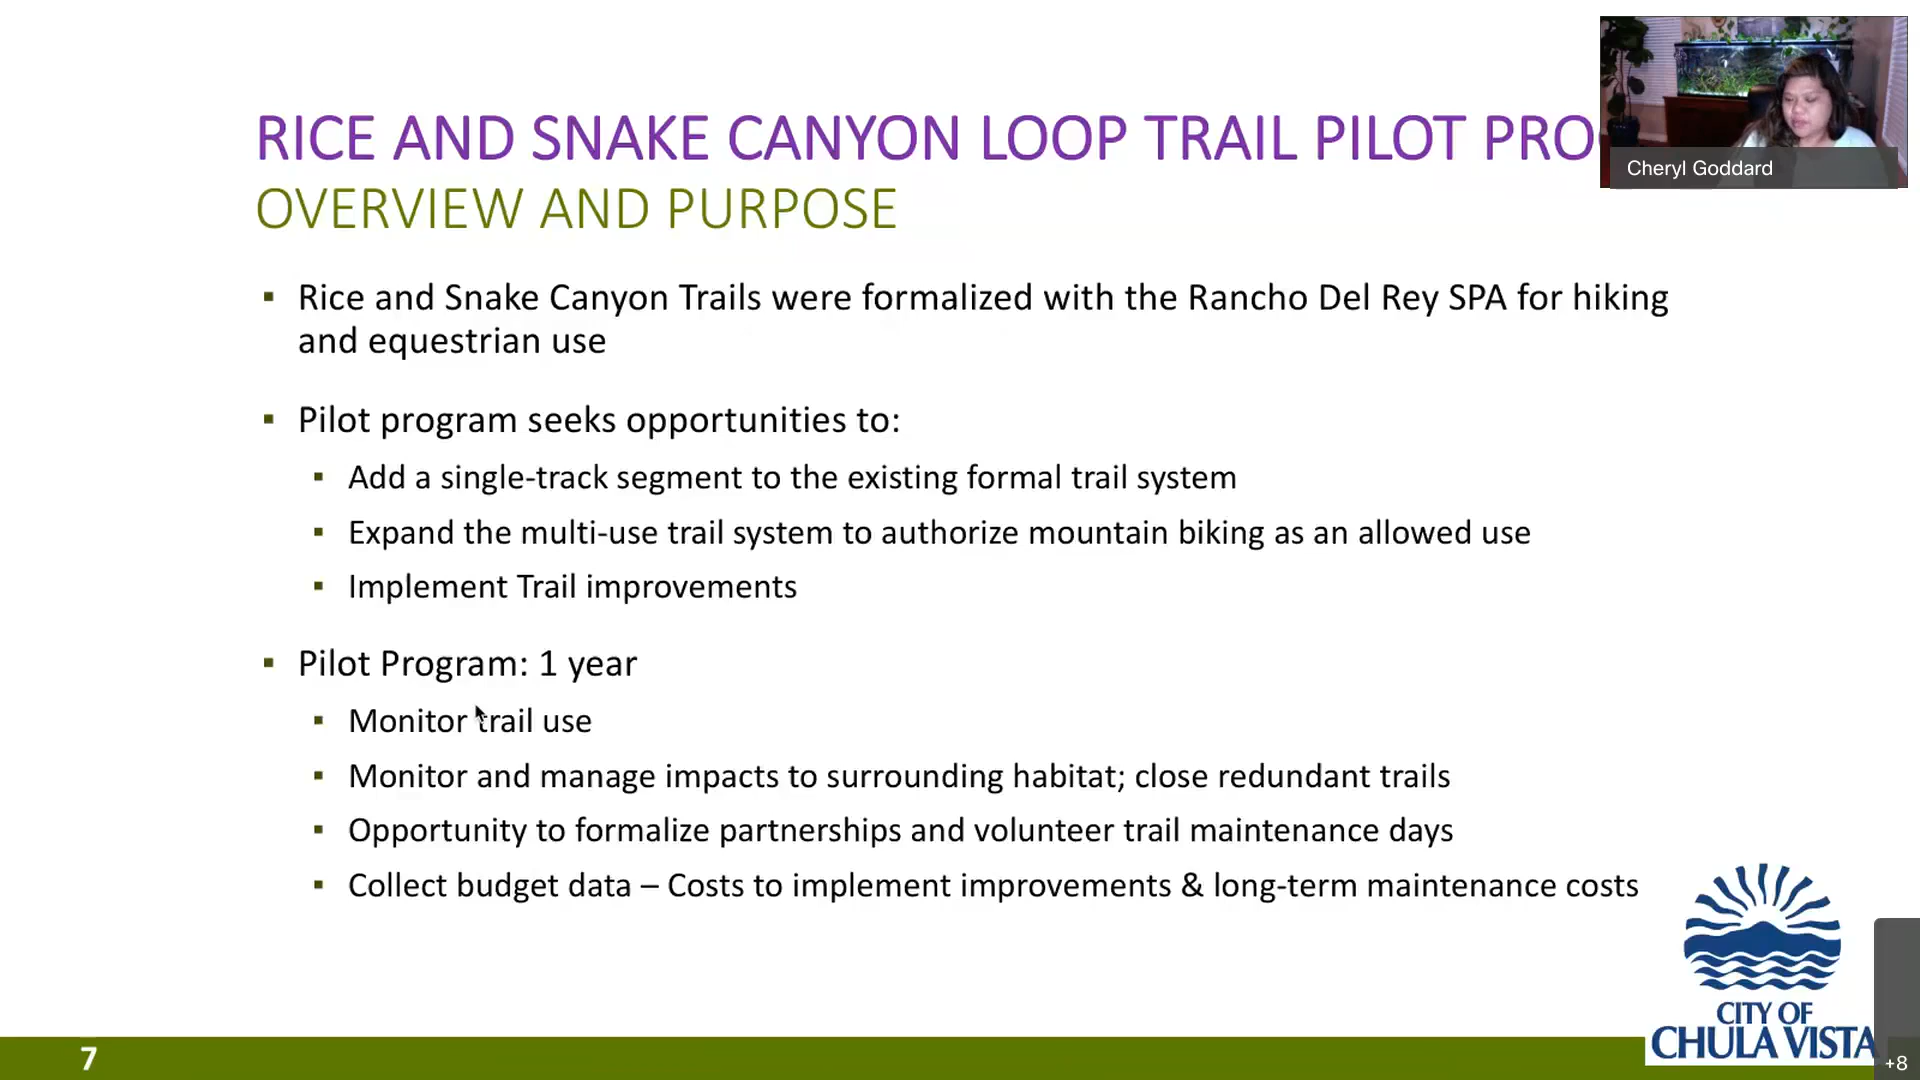 RICE AND SNAKE CANYON LOOP TRAIL PILOT PRO
OVERVIEW AND PURPOSE
Cheryl Goddard
▪ Rice and Snake Canyon Trails were formalized with the Rancho Del Rey SPA for hiking
and equestrian use
▪ Pilot program seeks opportunities to:
▪ Add a single-track segment to the existing formal trail system
▪ Expand the multi-use trail system to authorize mountain biking as an allowed use
▪ Implement Trail improvements
▪ Pilot Program: 1 year
▪ Monitor trail use
▪ Monitor and manage impacts to surrounding habitat; close redundant trails
▪ Opportunity to formalize partnerships and volunteer trail maintenance days
▪ Collect budget data – Costs to implement improvements & long-term maintenance costs
CITY OF
CHULA VISTA
7
+8